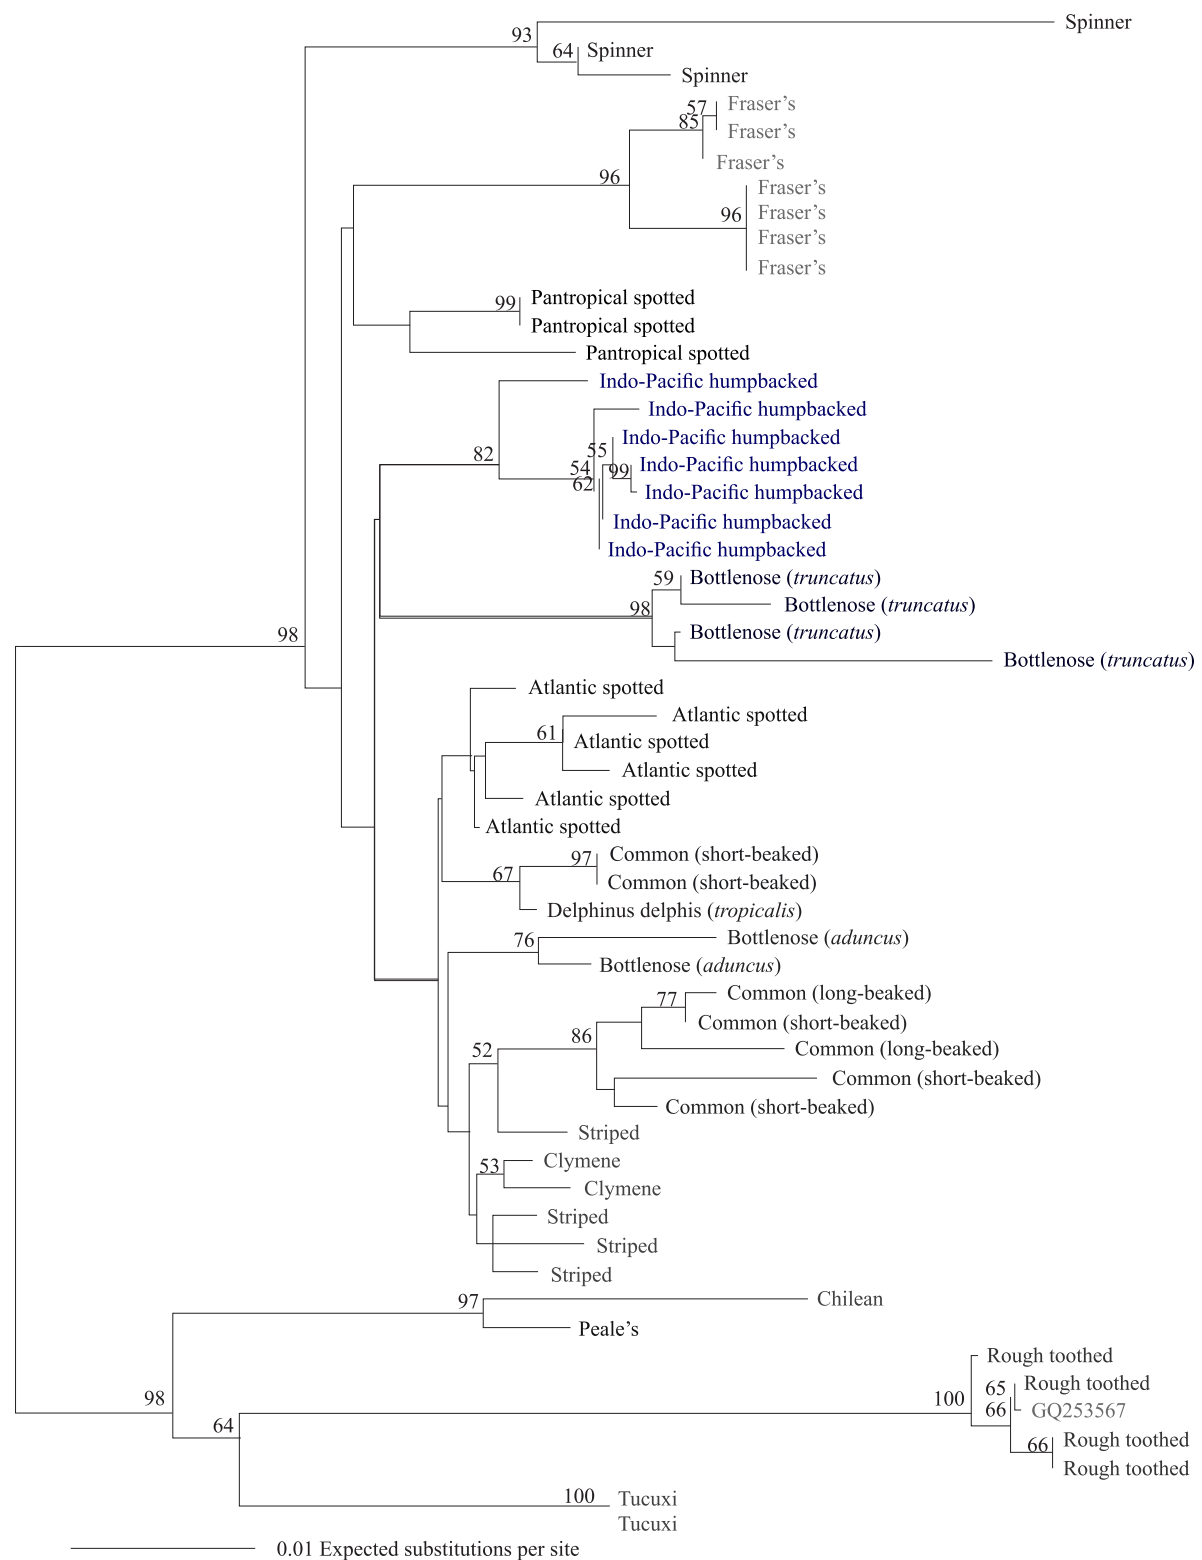 Spinner
93
64 Spinner
Spinner
57 Fraser’s
85 Fraser’s
Fraser’s
96 Fraser’s
96 Fraser’s
Fraser’s
Fraser’s
99 Pantropical spotted
Pantropical spotted
Pantropical spotted
Indo-Pacific humpbacked
Indo-Pacific humpbacked
55 Indo-Pacific humpbacked
82
54 99 Indo-Pacific humpbacked
62 Indo-Pacific humpbacked
Indo-Pacific humpbacked
Indo-Pacific humpbacked
59 Bottlenose (truncatus)
98 Bottlenose (truncatus)
98 Bottlenose (truncatus)
Bottlenose (truncatus)
Atlantic spotted
Atlantic spotted
61 Atlantic spotted
Atlantic spotted
Atlantic spotted
Atlantic spotted
97 Common (short-beaked)
67 Common (short-beaked)
Delphinus delphis (tropicalis)
76 Bottlenose (aduncus)
Bottlenose (aduncus)
77 Common (long-beaked)
Common (short-beaked)
86
52 Common (long-beaked)
Common (short-beaked)
Common (short-beaked)
Striped
53 Clymene
Clymene
Striped
Striped
Striped
97 Chilean
Peale’s
Rough toothed
65 Rough toothed
98 100 66 GQ253567
64 66 Rough toothed
Rough toothed
100 Tucuxi
Tucuxi
0.01 Expected substitutions per site